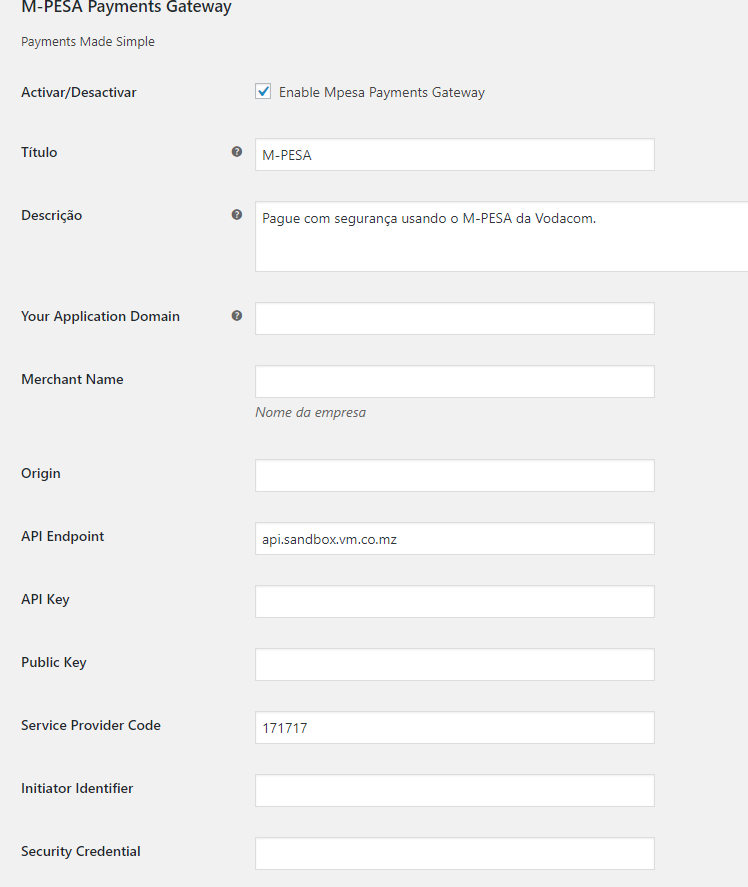 M-PESA Payments Gateway
Payments Made Simple
Activar/Desactivar
Enable Mpesa Payments Gateway
Título
M-PESA
Descrição
Pague com segurança usando o M-PESA da Vodacom.
Your Application Domain
Merchant Name
Nome da empresa
Origin
API Endpoint
api.sandbox.vm.co.mz
API Key
Public Key
Service Provider Code
171717
Initiator Identifier
Security Credential